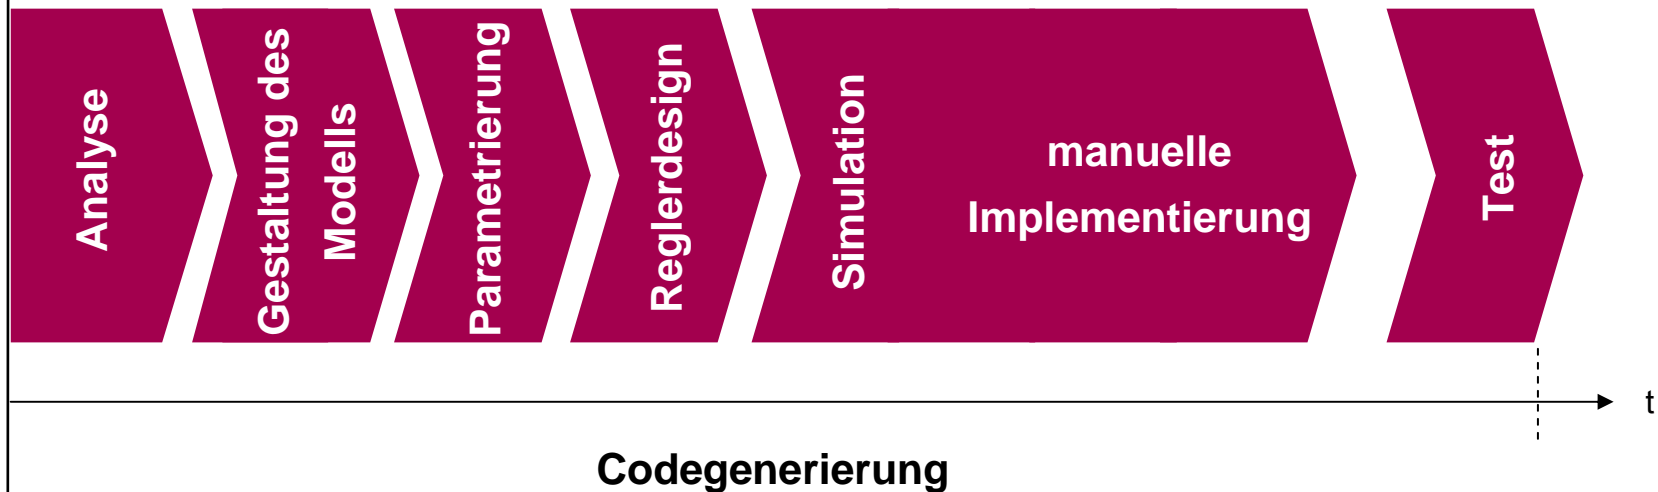 Analyse
Gestaltung des
Modells
Parametrierung
Reglerdesign
Simulation
manuelle
Implementierung
Test
t
Codegenerierung